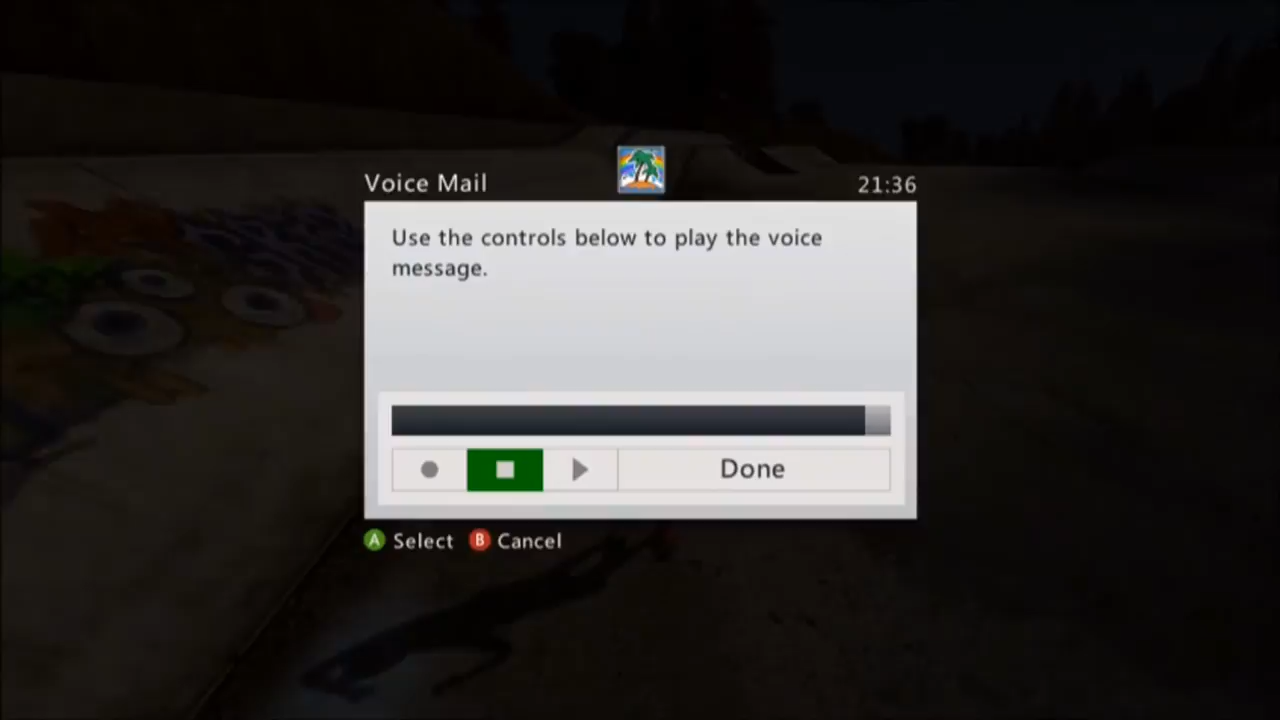 Voice Mail
21:36
Use the controls below to play the voice
message.
Done
A Select B Cancel